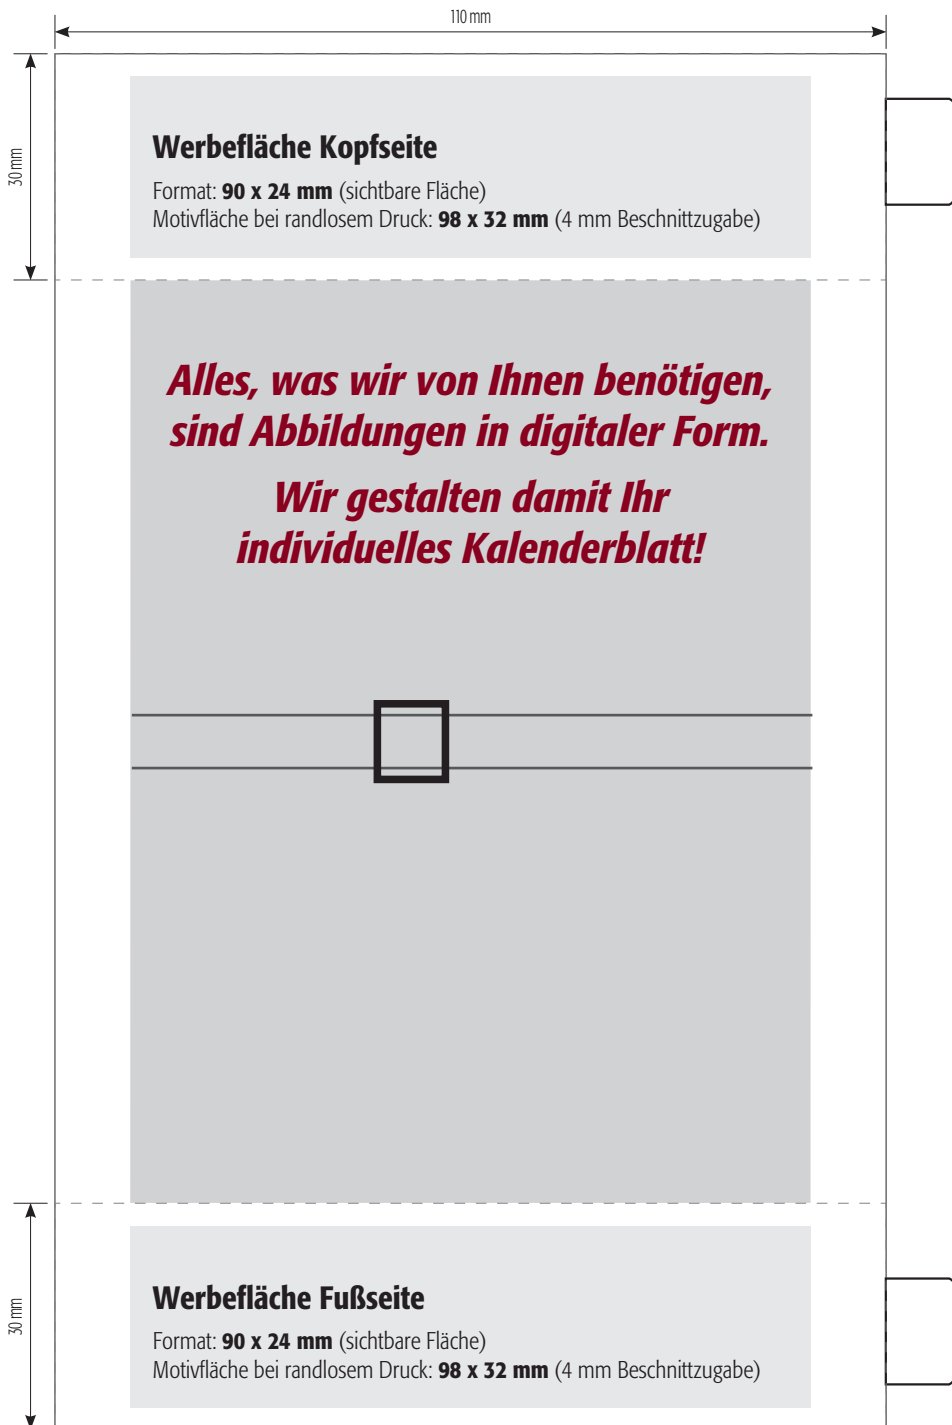 110 mm
30 mm
Werbefläche Kopfseite
Format: 90 x 24 mm (sichtbare Fläche)
Motivfläche bei randlosem Druck: 98 x 32 mm (4 mm Beschnittzugabe)
Alles, was wir von Ihnen benötigen,
sind Abbildungen in digitaler Form.
Wir gestalten damit Ihr
individuelles Kalenderblatt!
30 mm
Werbefläche Fußseite
Format: 90 x 24 mm (sichtbare Fläche)
Motivfläche bei randlosem Druck: 98 x 32 mm (4 mm Beschnittzugabe)